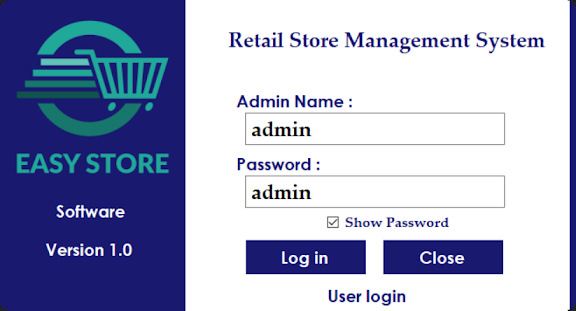 EASY STORE
Software
Version 1.0
Retail Store Management System
Admin Name :
admin
Password :
admin
Show Password
Log in
Close
User login